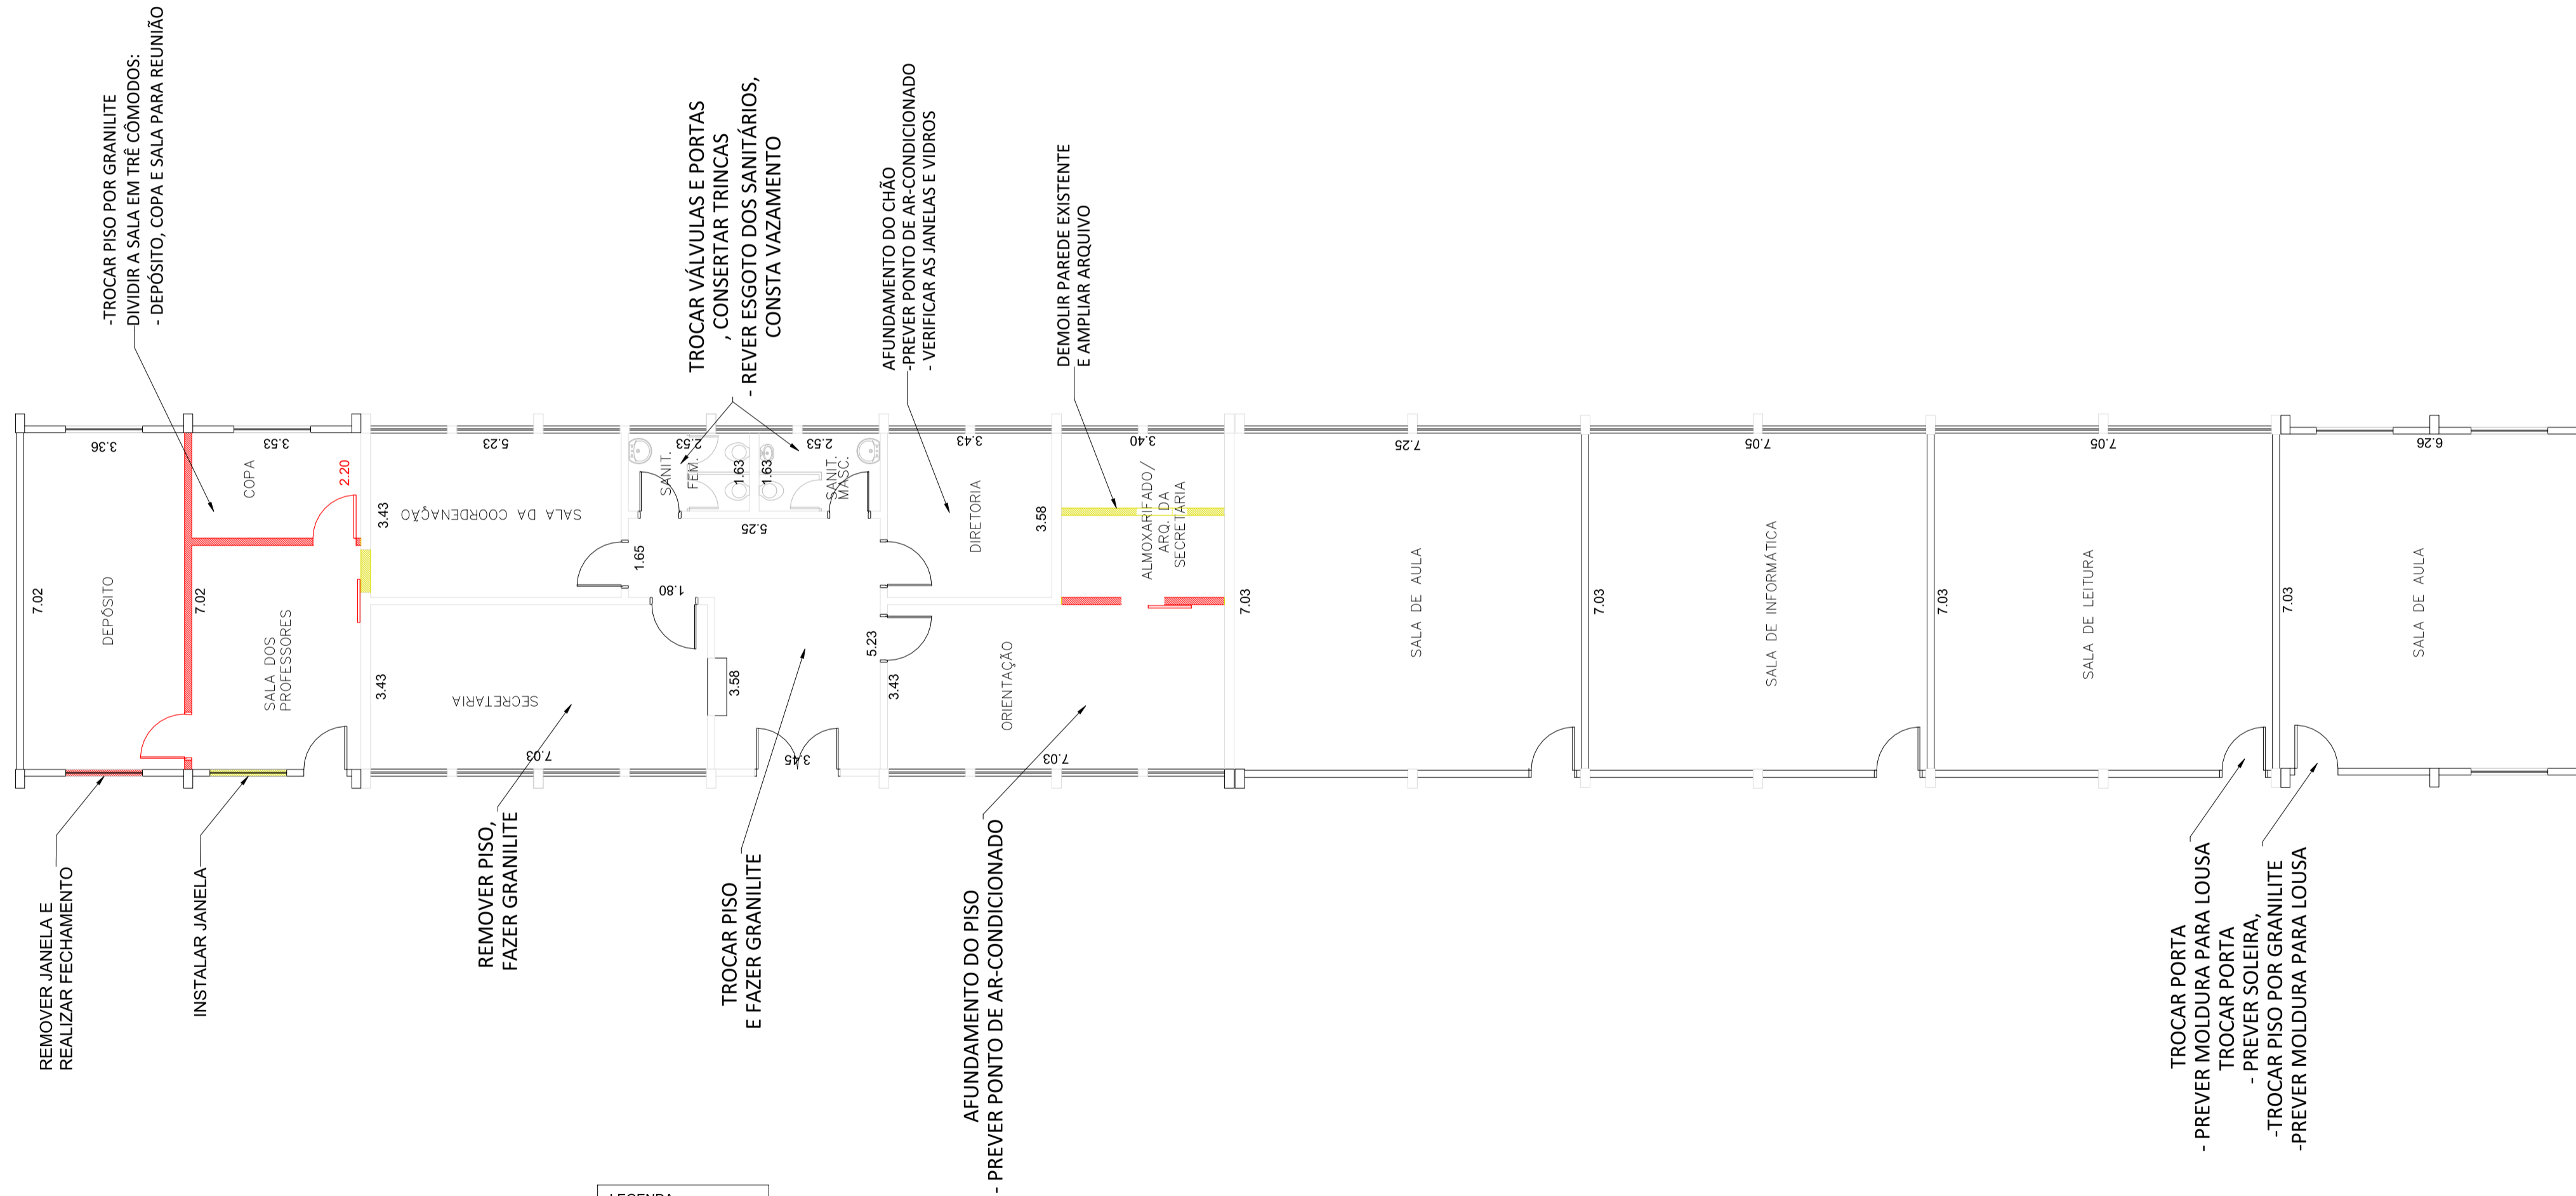 -TROCAR PISO POR GRANILITE
DIVIDIR A SALA EM TRÊ CÔMODOS:
- DEPÓSITO, COPA E SALA PARA REUNIÃO
TROCAR VÁLVULAS E PORTAS
, CONSERTAR TRINCAS
- REVER ESGOTO DOS SANITÁRIOS,
CONSTA VAZAMENTO
AFUNDAMENTO DO CHÃO
-PREVER PONTO DE AR-CONDICIONADO
- VERIFICAR AS JANELAS E VIDROS
DEMOLIR PAREDE EXISTENTE
E AMPLIAR ARQUIVO
3.36
7.02
DEPÓSITO
3.53
COPA
2.20
7.02
SALA DOS
PROFESSORES
5.23
3.43
SALA DA COORDENAÇÃO
3.43
SECRETARIA
7.03
2.53
SANIT.
FEM.
1.63
1.63
2.53
SANIT.
MASC.
5.25
1.65
1.80
3.58
5.23
3.45
3.43
DIRETORIA
3.58
3.40
ALMOXARIFADO/
ARQ. DA
SECRETARIA
3.43
ORIENTAÇÃO
7.03
7.03
7.25
SALA DE AULA
7.03
7.05
SALA DE INFORMÁTICA
7.03
7.05
SALA DE LEITURA
7.03
6.26
SALA DE AULA
REMOVER JANELA E
REALIZAR FECHAMENTO
INSTALAR JANELA
REMOVER PISO,
FAZER GRANILITE
TROCAR PISO
E FAZER GRANILITE
AFUNDAMENTO DO PISO
- PREVER PONTO DE AR-CONDICIONADO
TROCAR PORTA
- PREVER MOLDURA PARA LOUSA
TROCAR PORTA
- PREVER SOLEIRA,
-TROCAR PISO POR GRANILITE
-PREVER MOLDURA PARA LOUSA
LEGENDA